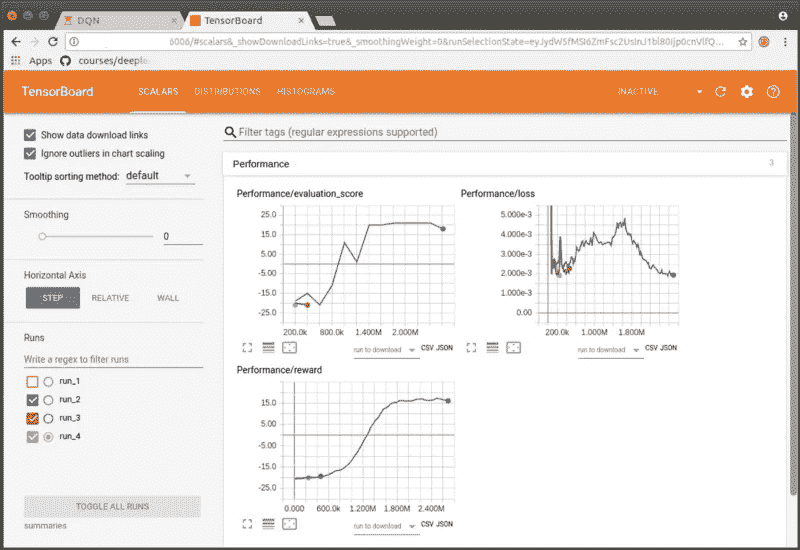 DQN
TensorBoard
6006/#scalars&_showDownloadLinks=true&_smoothingWeight=0&runSelectionState=
Apps courses/deeplo
TensorBoard SCALARS DISTRIBUTIONS HISTOGRAMS INACTIVE
Show data download links
Ignore outliers in chart scaling
Tooltip sorting method: default
Smoothing
0
Horizontal Axis
STEP RELATIVE WALL
Runs
Write a regex to filter runs
run_1
run_2
run_3
run_4
TOGGLE ALL RUNS
summaries
Filter tags (regular expressions supported)
Performance 3
Performance/evaluation_score
25.0
15.0
5.00
-5.00
-15.0
-25.0
200.0k 800.0k 1.400M 2.000M
run to download CSV JSON
Performance/loss
5.000e-3
4.000e-3
3.000e-3
2.000e-3
1.000e-3
0.00
200.0k 1.000M 1.800M
run to download CSV JSON
Performance/reward
15.0
5.00
-5.00
-15.0
-25.0
0.000 600.0k 1.200M 1.800M 2.400M
run to download CSV JSON